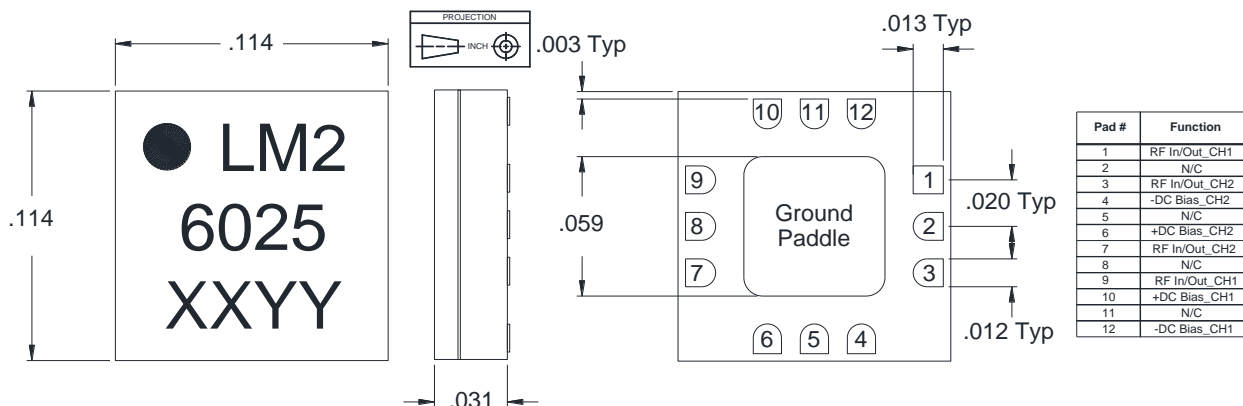 .114
PROJECTION
INCH
.003 Typ
.013 Typ
LM2
6025
XXYY
.114
.031
10 11 12
9
8
7
1
2
3
6 5 4
Ground
Paddle
.059
.020 Typ
.012 Typ
Pad # Function
1 RF In/Out_CH1
2 N/C
3 RF In/Out_CH2
4 -DC Bias_CH2
5 N/C
6 +DC Bias_CH2
7 RF In/Out_CH2
8 N/C
9 RF In/Out_CH1
10 +DC Bias_CH1
11 N/C
12 -DC Bias_CH1